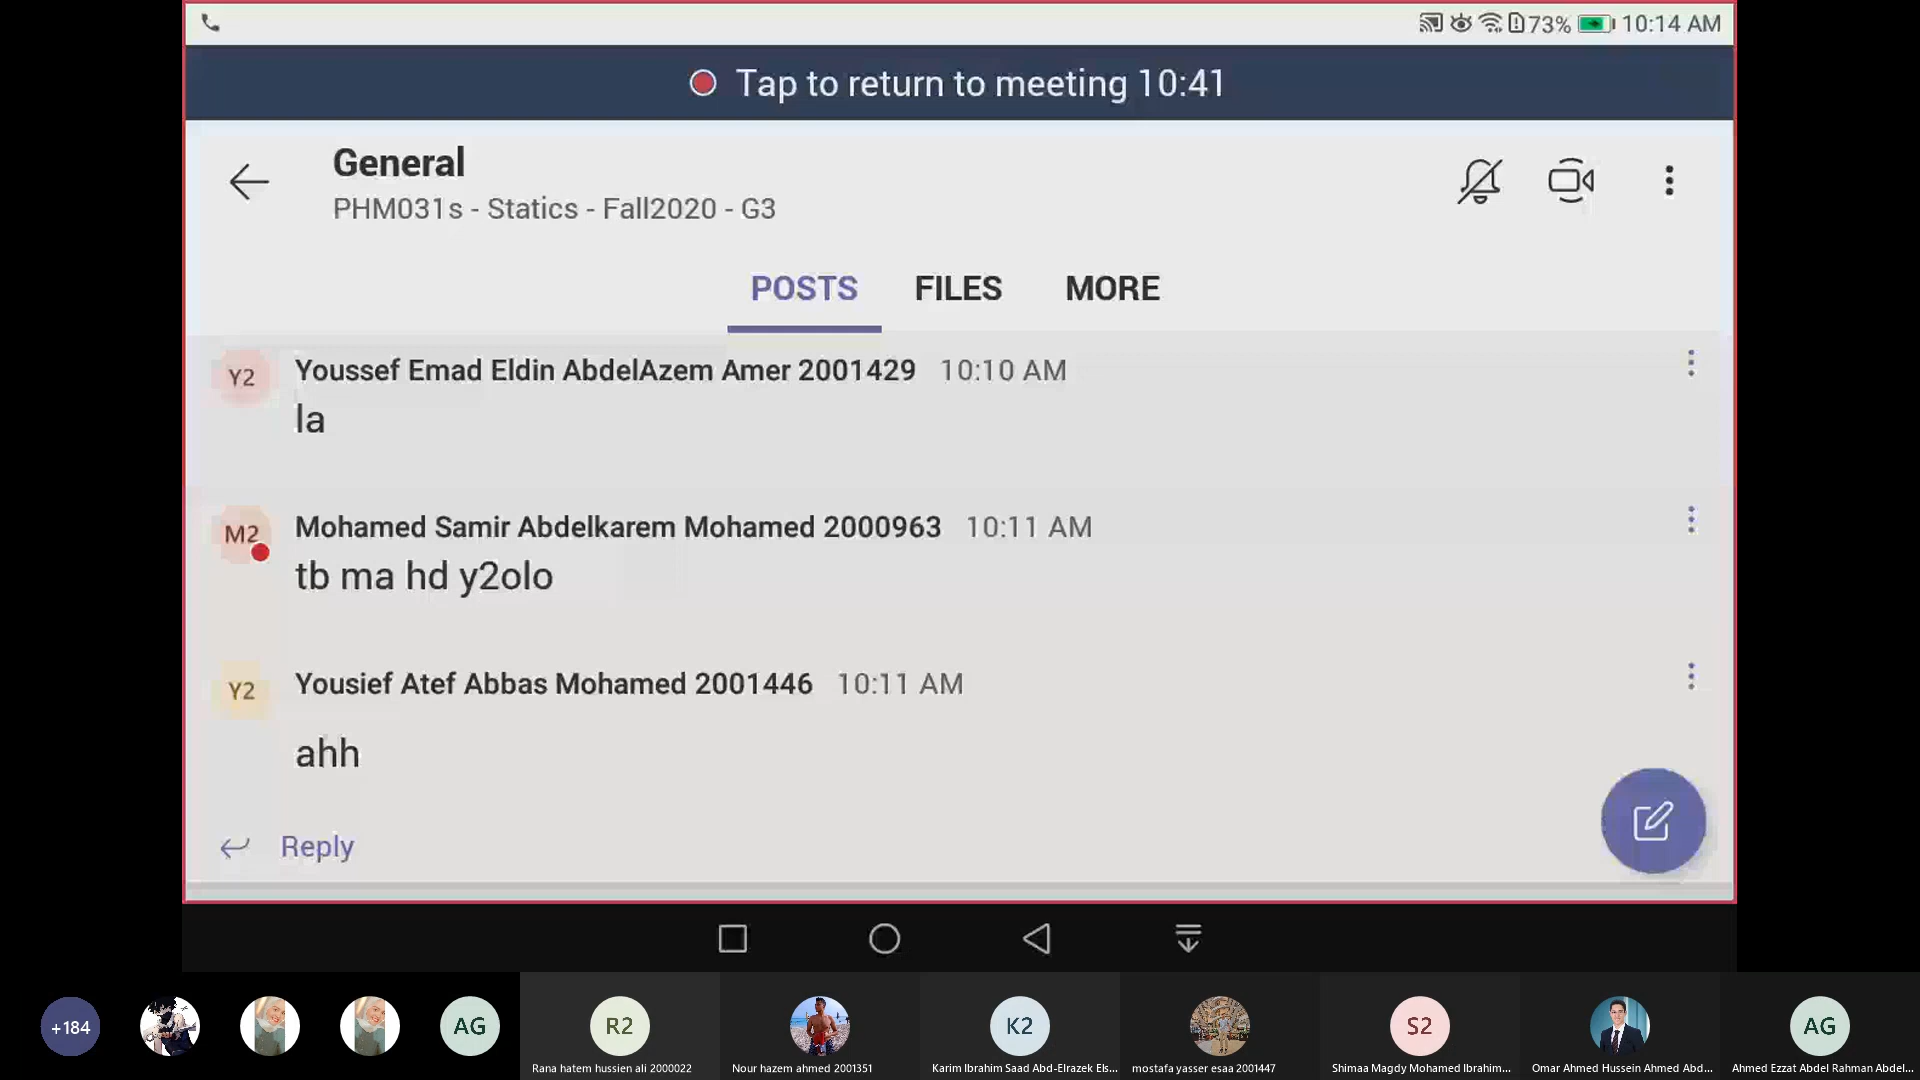 73% 10:14 AM
Tap to return to meeting 10:41
General
PHM031s - Statics - Fall2020 - G3
POSTS FILES MORE
Y2 Youssef Emad Eldin AbdelAzem Amer 2001429 10:10 AM
la
M2 Mohamed Samir Abdelkarem Mohamed 2000963 10:11 AM
tb ma hd y2olo
Y2 Yousief Atef Abbas Mohamed 2001446 10:11 AM
ahh
Reply
+184 AG R2 K2 S2 AG
Rana hatem hussien ali 2000022 Nour hazem ahmed 2001351 Karim Ibrahim Saad Abd-Elrazek Els... mostafa yasser esaa 2001447 Shimaa Magdy Mohamed Ibrahim... Omar Ahmed Hussein Ahmed Abd... Ahmed Ezzat Abdel Rahman Abdel...